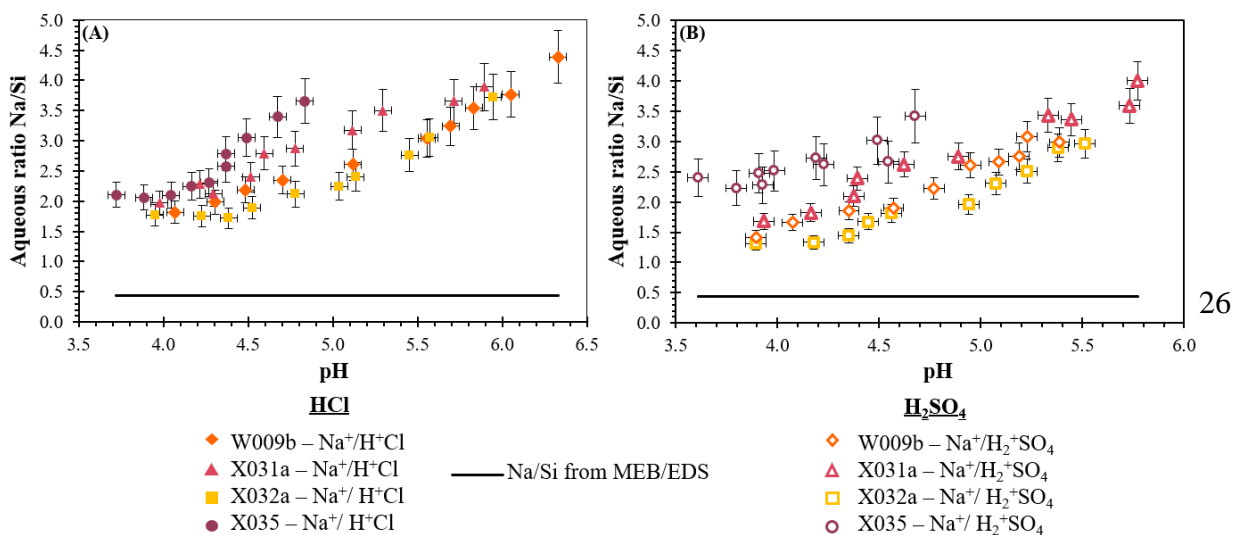 (A)
Aqueous ratio Na/Si
5.0
4.5
4.0
3.5
3.0
2.5
2.0
1.5
1.0
0.5
0.0
3.5 4.0 4.5 5.0 5.5 6.0 6.5
pH
HCl
(B)
Aqueous ratio Na/Si
5.0
4.5
4.0
3.5
3.0
2.5
2.0
1.5
1.0
0.5
0.0
3.5 4.0 4.5 5.0 5.5 6.0
pH
H₂SO₄
26
W009b – Na⁺/H⁺Cl
X031a – Na⁺/H⁺Cl
X032a – Na⁺/ H⁺Cl
X035 – Na⁺/ H⁺Cl
Na/Si from MEB/EDS
W009b – Na⁺/H₂⁺SO₄
X031a – Na⁺/H₂⁺SO₄
X032a – Na⁺/ H₂⁺SO₄
X035 – Na⁺/ H₂⁺SO₄